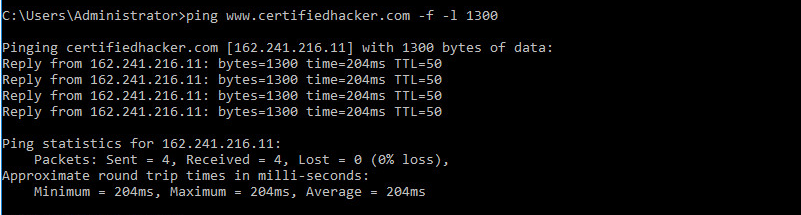 C:\Users\Administrator>ping www.certifiedhacker.com -f -l 1300
Pinging certifiedhacker.com [162.241.216.11] with 1300 bytes of data:
Reply from 162.241.216.11: bytes=1300 time=204ms TTL=50
Reply from 162.241.216.11: bytes=1300 time=204ms TTL=50
Reply from 162.241.216.11: bytes=1300 time=204ms TTL=50
Reply from 162.241.216.11: bytes=1300 time=204ms TTL=50
Ping statistics for 162.241.216.11:
    Packets: Sent = 4, Received = 4, Lost = 0 (0% loss),
Approximate round trip times in milli-seconds:
    Minimum = 204ms, Maximum = 204ms, Average = 204ms